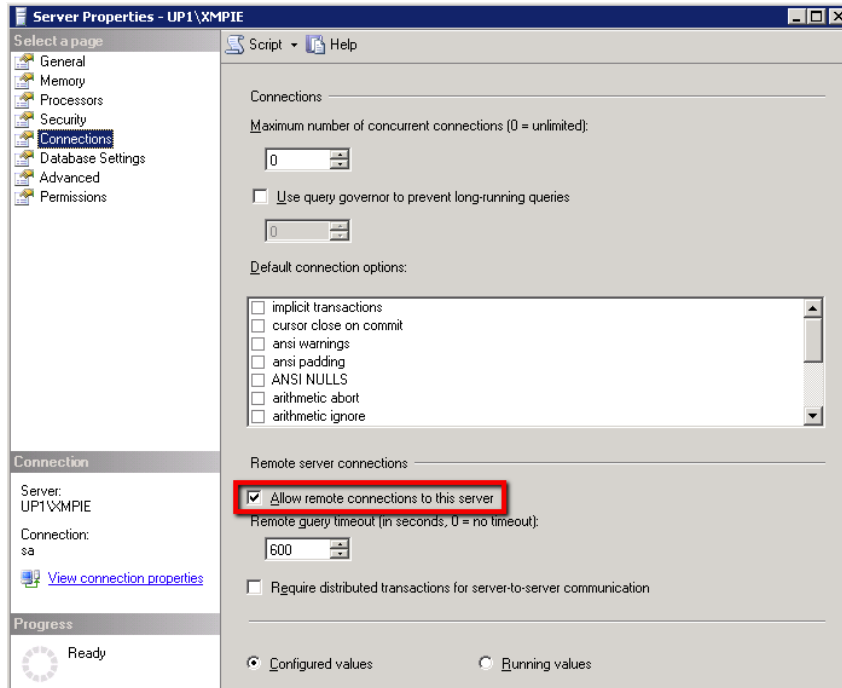 Server Properties - UP1\XMPIE
Select a page
General
Memory
Processors
Security
Connections
Database Settings
Advanced
Permissions
Connection
Server:
UP1\XMPIE
Connection:
sa
View connection properties
Progress
Ready
Script
Help
Connections
Maximum number of concurrent connections (0 = unlimited):
0
Use query governor to prevent long-running queries
0
Default connection options:
implicit transactions
cursor close on commit
ansi warnings
ansi padding
ANSI NULLS
arithmetic abort
arithmetic ignore
Remote server connections
Allow remote connections to this server
Remote query timeout (in seconds, 0 = no timeout):
600
Require distributed transactions for server-to-server communication
Configured values
Running values